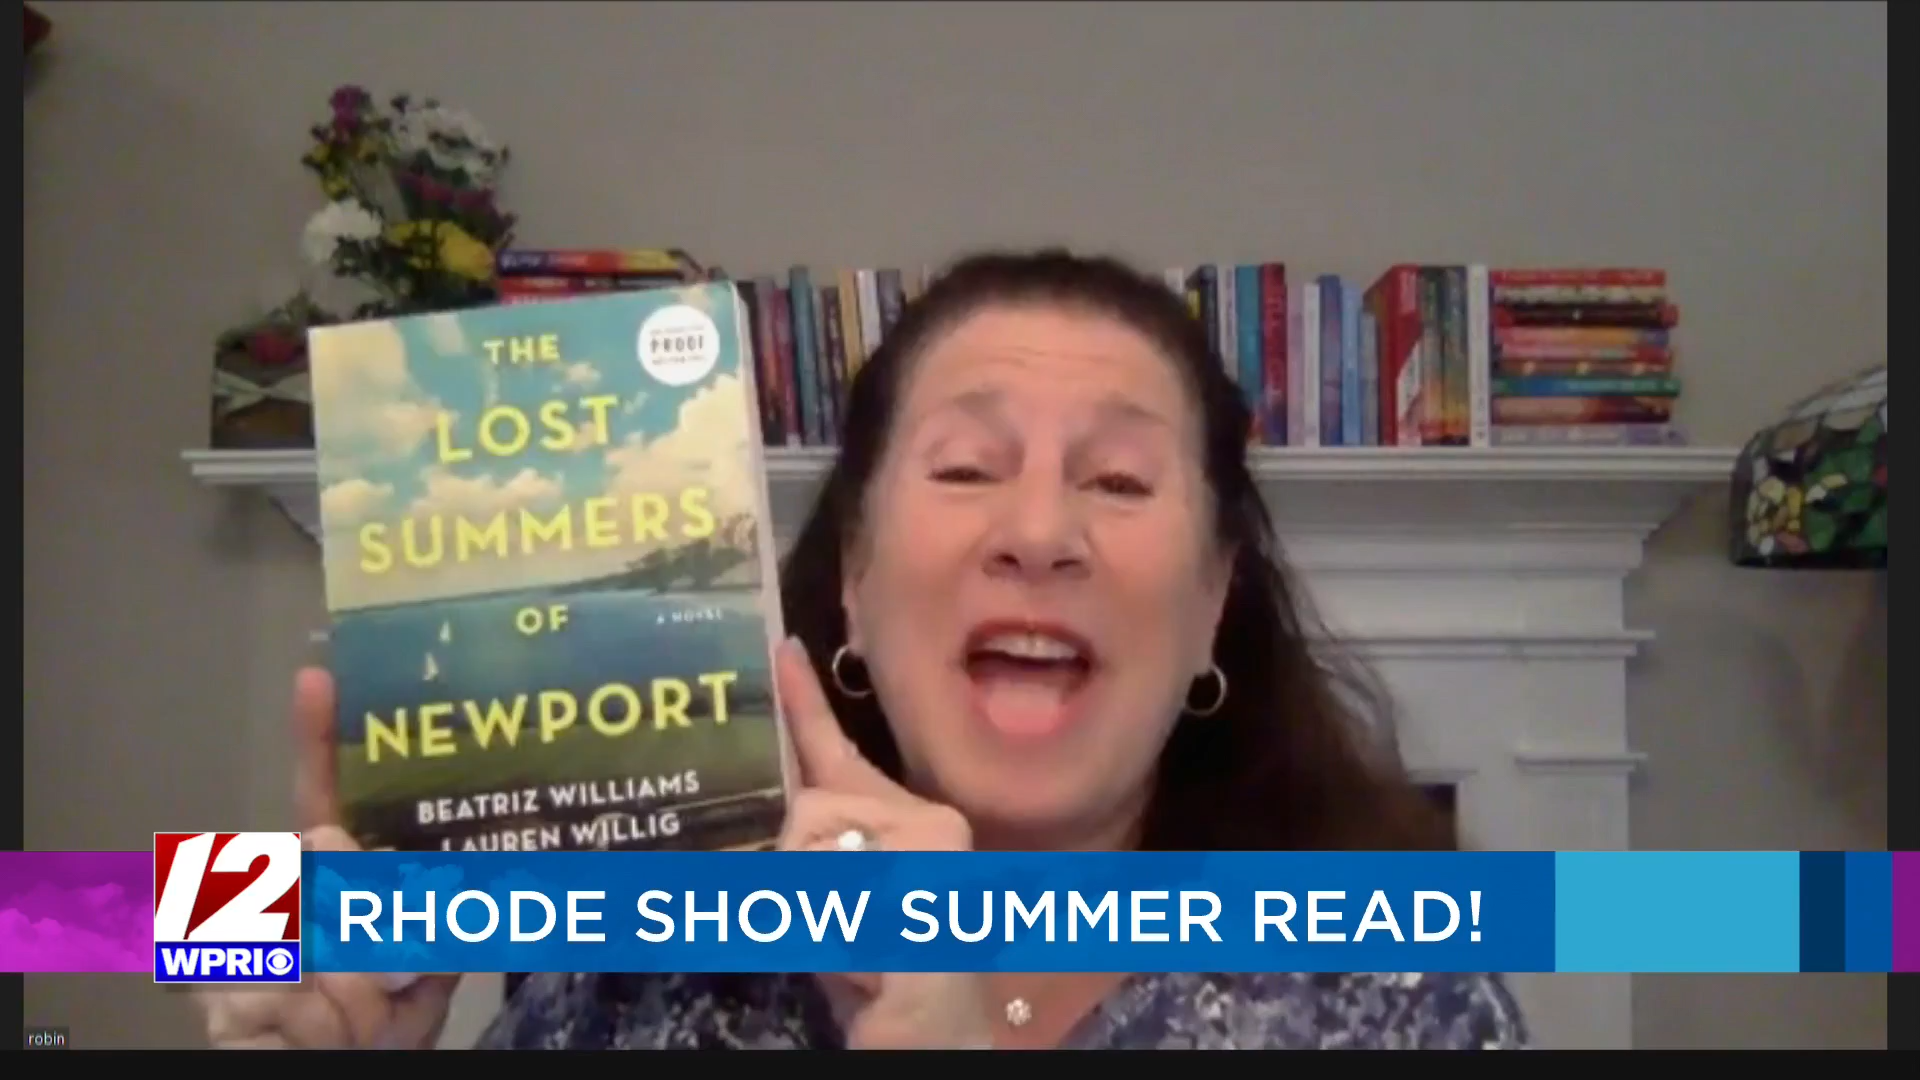 THE
PROOF
LOST
SUMMERS
OF
A NOVEL
NEWPORT
BEATRIZ WILLIAMS
LAUREN WILLIG
12
WPRI
RHODE SHOW SUMMER READ!
robin